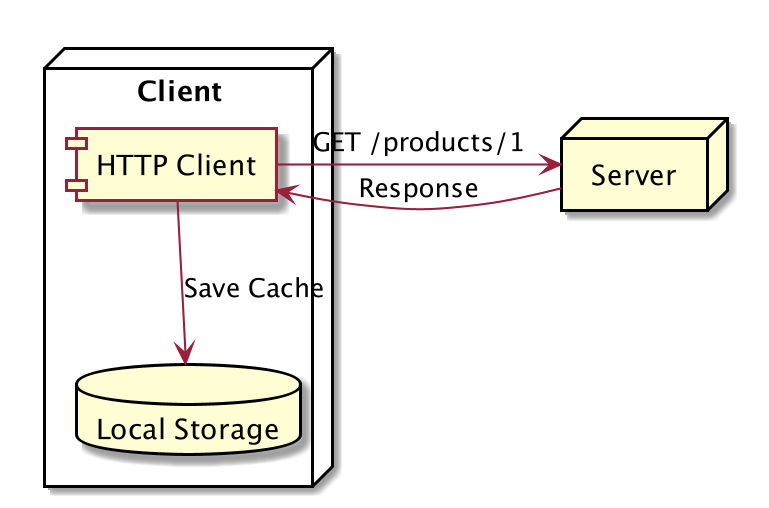 Client
HTTP Client
GET /products/1
Response
Server
Save Cache
Local Storage